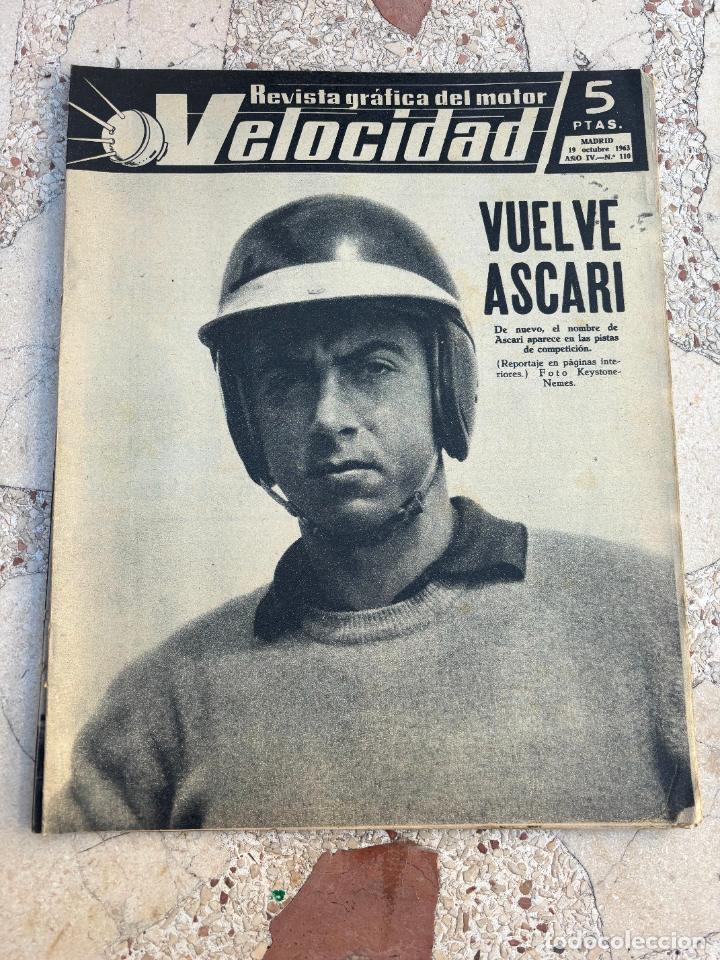 Revista gráfica del motor
Velocidad
5
PTAS.
MADRID
19 octubre 1963
AÑO IV.—N.º 110
VUELVE
ASCARI
De nuevo, el nombre de
Ascari aparece en las pistas
de competición.
(Reportaje en páginas inte-
riores.) Foto Keystone-
Nemes.
todocoleccion